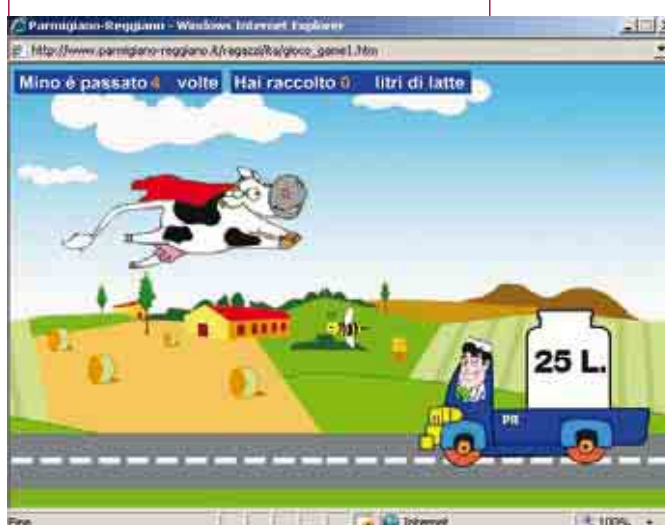 Parmigiano-Reggiano - Windows Internet Explorer
http://www.parmigiano-reggiano.it/ragazzi/ita/gioco_game1.htm
Mino è passato 4 volte Hai raccolto 0 litri di latte
25 L.
PR
Fine Internet 100%